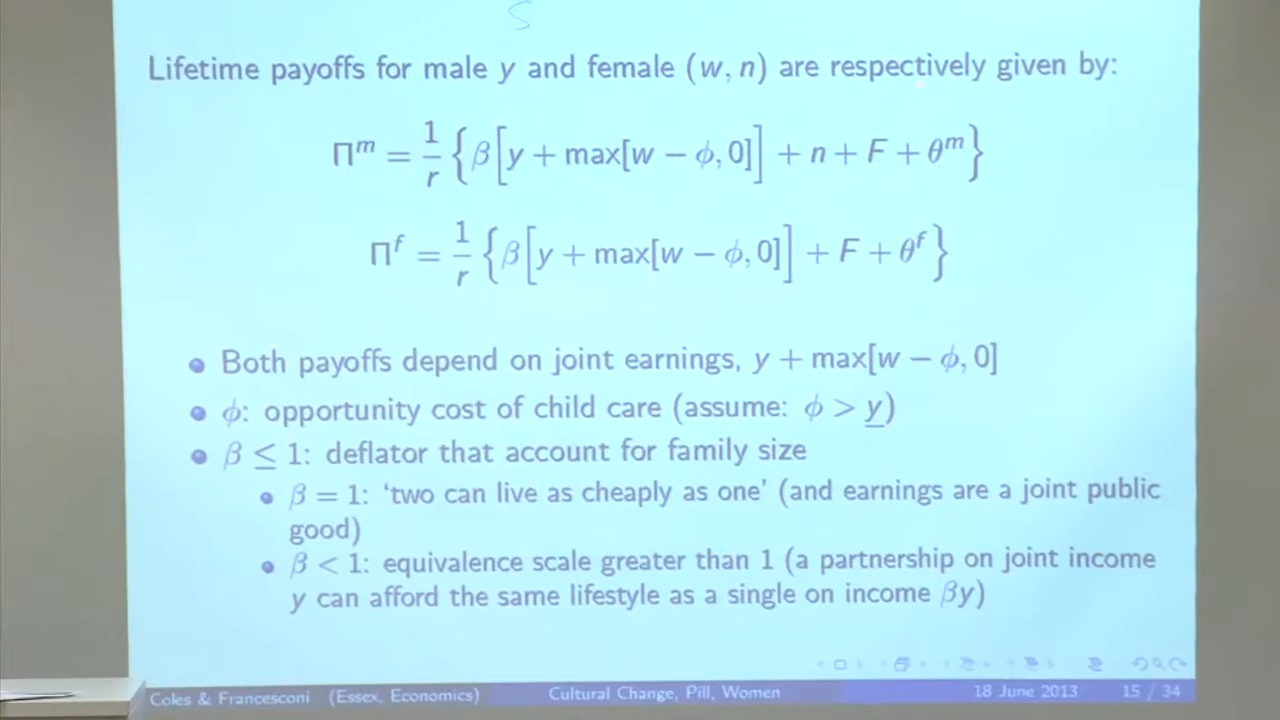 S
Lifetime payoffs for male y and female (w, n) are respectively given by:
Πᵐ = 1/r {β[y + max[w − ϕ, 0]] + n + F + θᵐ}
Πᶠ = 1/r {β[y + max[w − ϕ, 0]] + F + θᶠ}
• Both payoffs depend on joint earnings, y + max[w − ϕ, 0]
• ϕ: opportunity cost of child care (assume: ϕ > y̲)
• β ≤ 1: deflator that account for family size
• β = 1: ‘two can live as cheaply as one’ (and earnings are a joint public
good)
• β < 1: equivalence scale greater than 1 (a partnership on joint income
y can afford the same lifestyle as a single on income βy)
Coles & Francesconi (Essex, Economics) Cultural Change, Pill, Women 18 June 2013 15 / 34